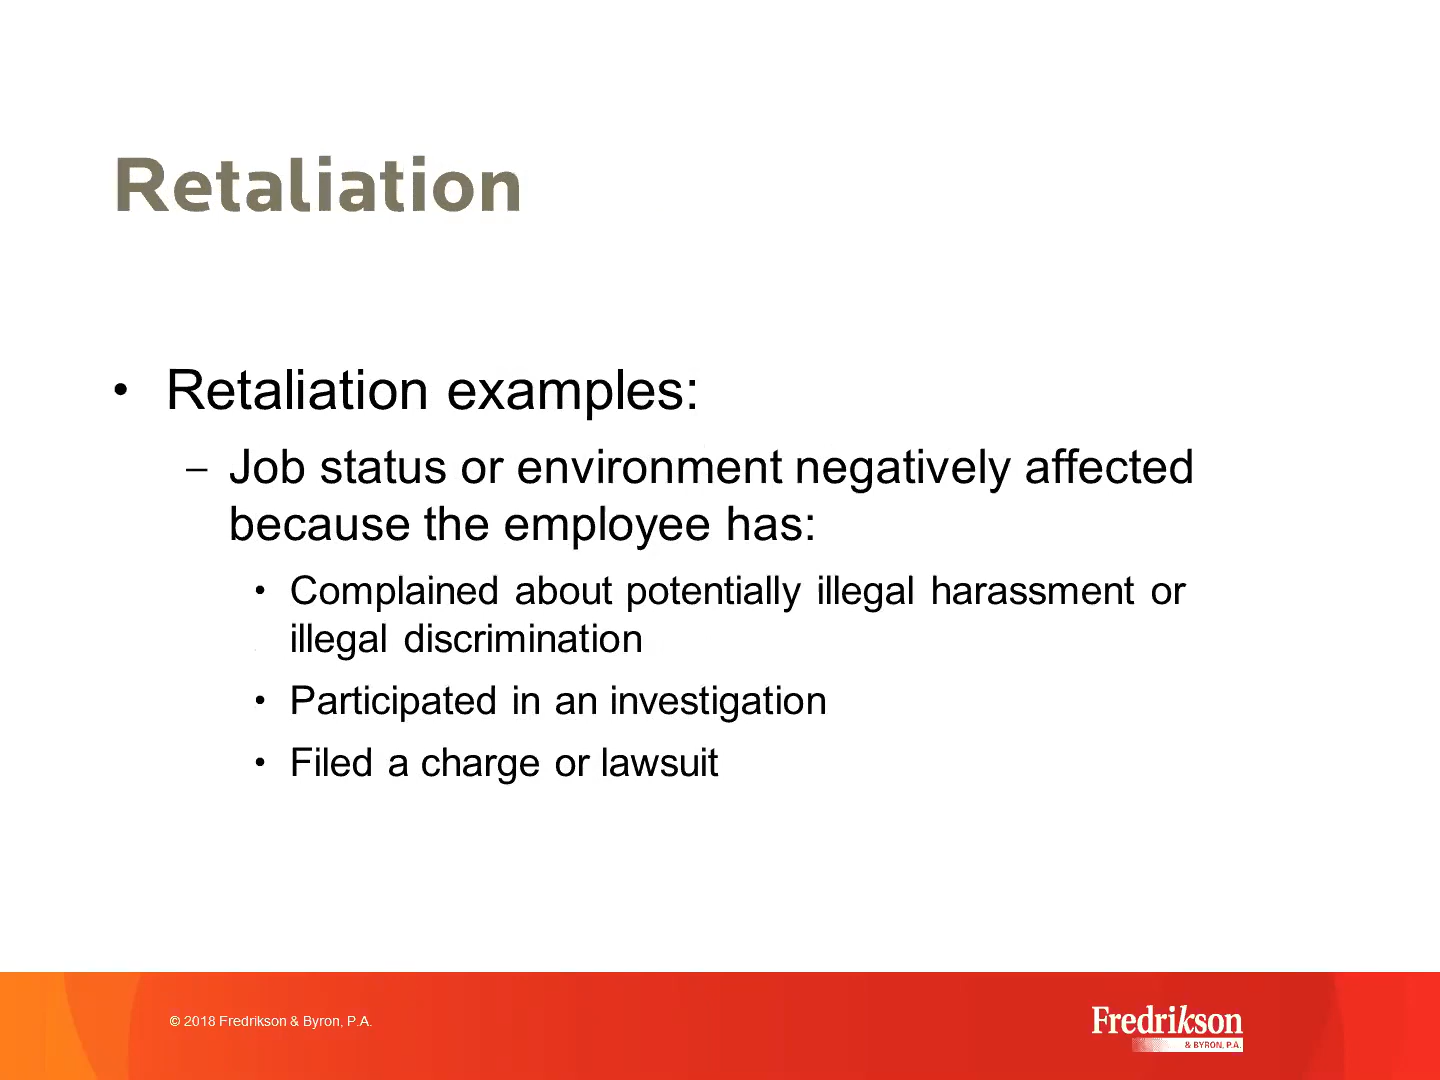 Retaliation
• Retaliation examples:
– Job status or environment negatively affected
because the employee has:
• Complained about potentially illegal harassment or
illegal discrimination
• Participated in an investigation
• Filed a charge or lawsuit
© 2018 Fredrikson & Byron, P.A.
Fredrikson
& BYRON, P.A.